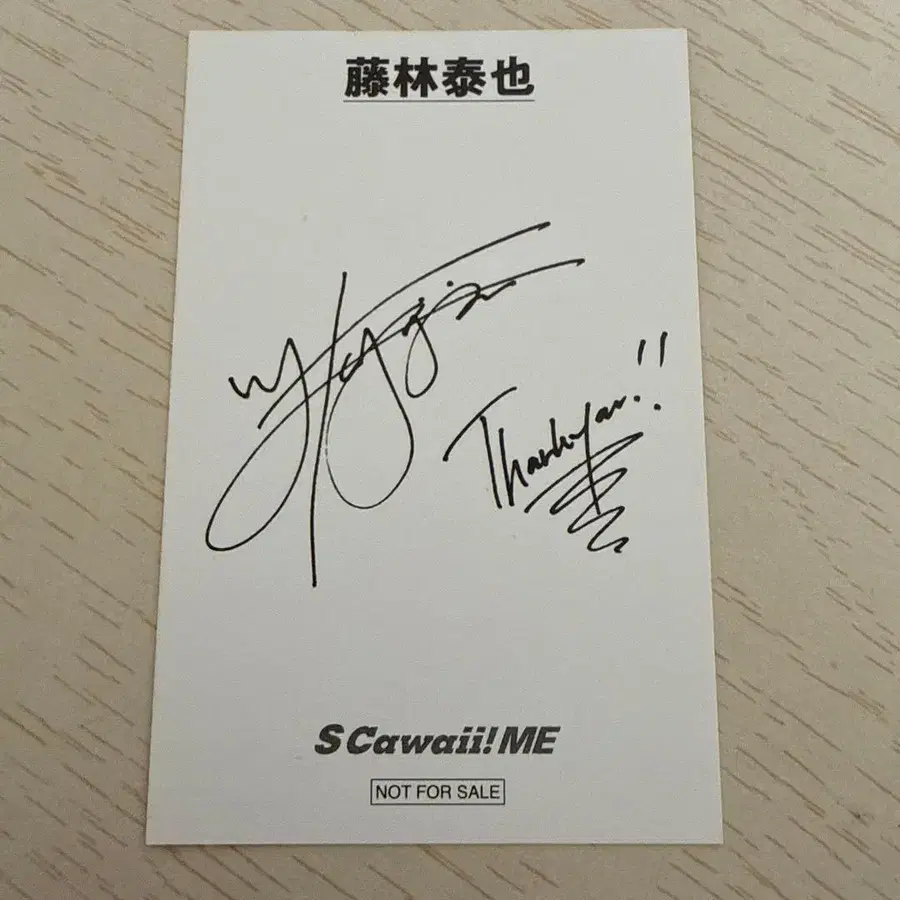 藤林泰也
Thank you!!
S Cawaii! ME
NOT FOR SALE